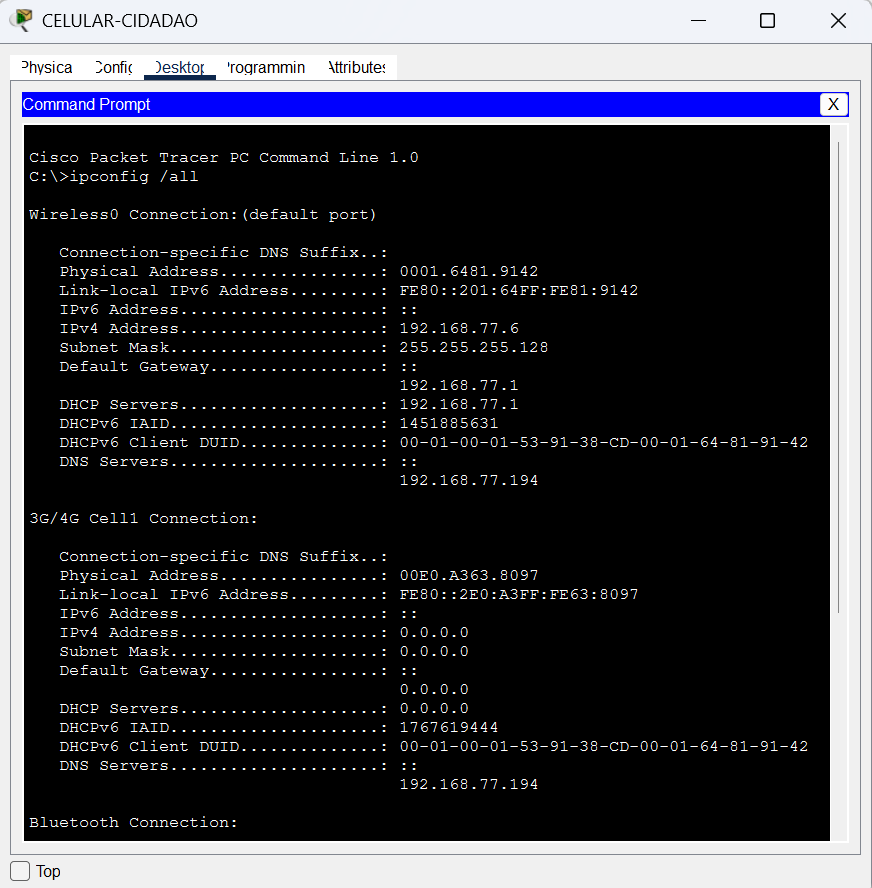 CELULAR-CIDADAO
Physica Config Desktop Programmin Attributes
Command Prompt X
Cisco Packet Tracer PC Command Line 1.0
C:\>ipconfig /all
Wireless0 Connection:(default port)
Connection-specific DNS Suffix..:
Physical Address................: 0001.6481.9142
Link-local IPv6 Address.........: FE80::201:64FF:FE81:9142
IPv6 Address....................: ::
IPv4 Address....................: 192.168.77.6
Subnet Mask.....................: 255.255.255.128
Default Gateway.................: ::
192.168.77.1
DHCP Servers....................: 192.168.77.1
DHCPv6 IAID.....................: 1451885631
DHCPv6 Client DUID..............: 00-01-00-01-53-91-38-CD-00-01-64-81-91-42
DNS Servers.....................: ::
192.168.77.194
3G/4G Cell1 Connection:
Connection-specific DNS Suffix..:
Physical Address................: 00E0.A363.8097
Link-local IPv6 Address.........: FE80::2E0:A3FF:FE63:8097
IPv6 Address....................: ::
IPv4 Address....................: 0.0.0.0
Subnet Mask.....................: 0.0.0.0
Default Gateway.................: ::
0.0.0.0
DHCP Servers....................: 0.0.0.0
DHCPv6 IAID.....................: 1767619444
DHCPv6 Client DUID..............: 00-01-00-01-53-91-38-CD-00-01-64-81-91-42
DNS Servers.....................: ::
192.168.77.194
Bluetooth Connection:
Top